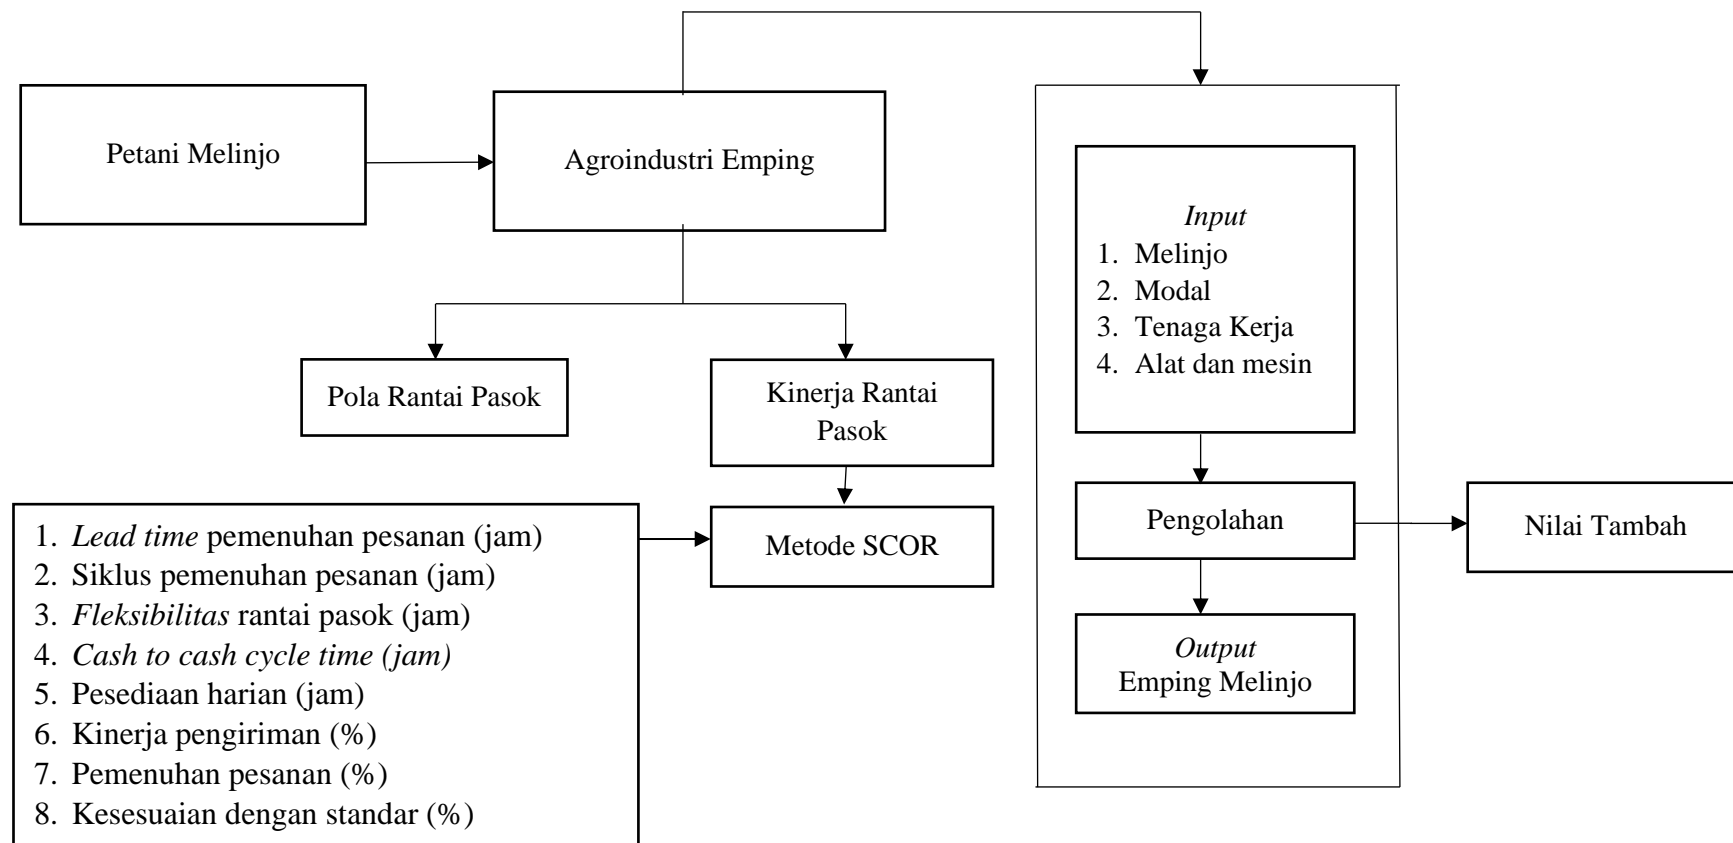 Petani Melinjo
Agroindustri Emping
Input
1. Melinjo
2. Modal
3. Tenaga Kerja
4. Alat dan mesin
Pola Rantai Pasok
Kinerja Rantai
Pasok
Pengolahan
Nilai Tambah
Metode SCOR
1. Lead time pemenuhan pesanan (jam)
2. Siklus pemenuhan pesanan (jam)
3. Fleksibilitas rantai pasok (jam)
4. Cash to cash cycle time (jam)
5. Pesediaan harian (jam)
6. Kinerja pengiriman (%)
7. Pemenuhan pesanan (%)
8. Kesesuaian dengan standar (%)
Output
Emping Melinjo